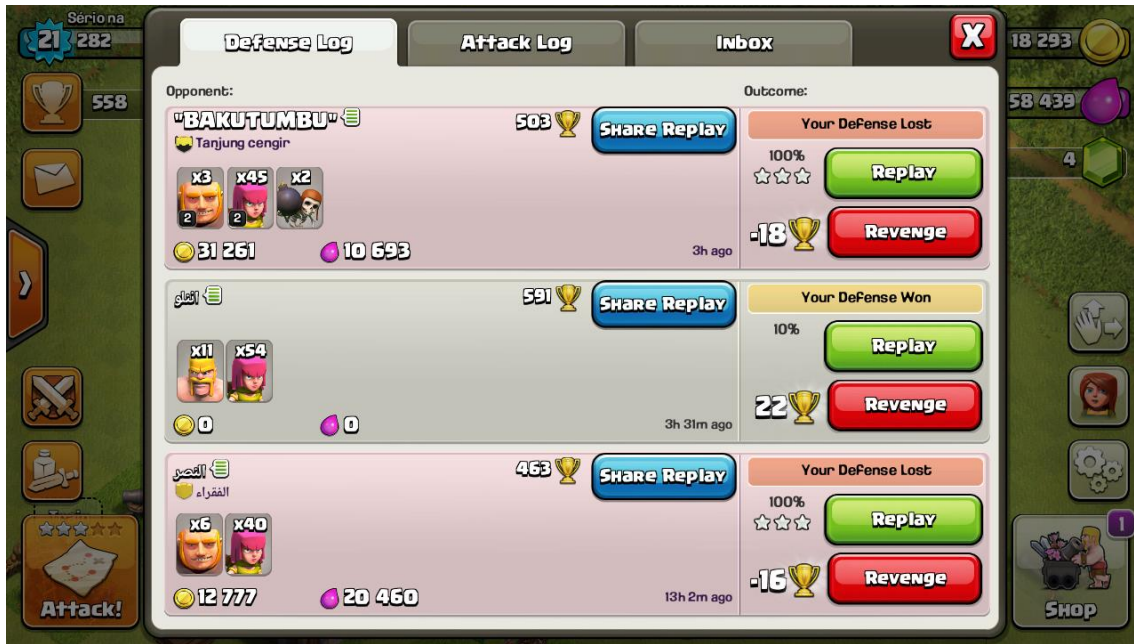 Sério na
21 282
558
18 293
58 439
4
Defense Log
Attack Log
Inbox
X
Opponent:
Outcome:
"BAKUTUMBU"
503
Share Replay
Your Defense Lost
Tanjung cengir
x3 x45 x2
2 2
100%
Replay
-18
Revenge
31 261 10 693
3h ago
591
Share Replay
Your Defense Won
x11 x54
10%
Replay
22
Revenge
0 0
3h 31m ago
النصر
463
Share Replay
Your Defense Lost
الفقراء
x6 x40
100%
Replay
-16
Revenge
12 777 20 460
13h 2m ago
Attack!
1
Shop